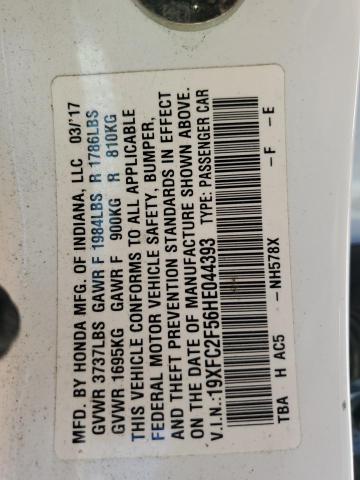 MFD. BY HONDA MFG. OF INDIANA, LLC 03/'17
GVWR 3737LBS GAWR F 1984LBS R 1786LBS
GVWR 1695KG GAWR F 900KG R 810KG
THIS VEHICLE CONFORMS TO ALL APPLICABLE
FEDERAL MOTOR VEHICLE SAFETY, BUMPER,
AND THEFT PREVENTION STANDARDS IN EFFECT
ON THE DATE OF MANUFACTURE SHOWN ABOVE.
V.I.N.:19XFC2F56HE044393 TYPE: PASSENGER CAR
TBA H AC5 -NH578X -F -E